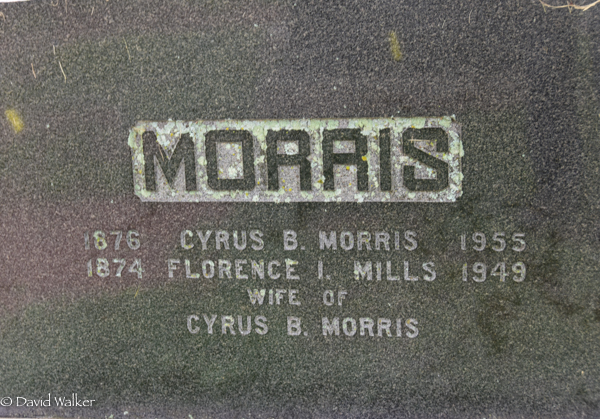 MORRIS
1876 CYRUS B. MORRIS 1955
1874 FLORENCE I. MILLS 1949
WIFE OF
CYRUS B. MORRIS
© David Walker